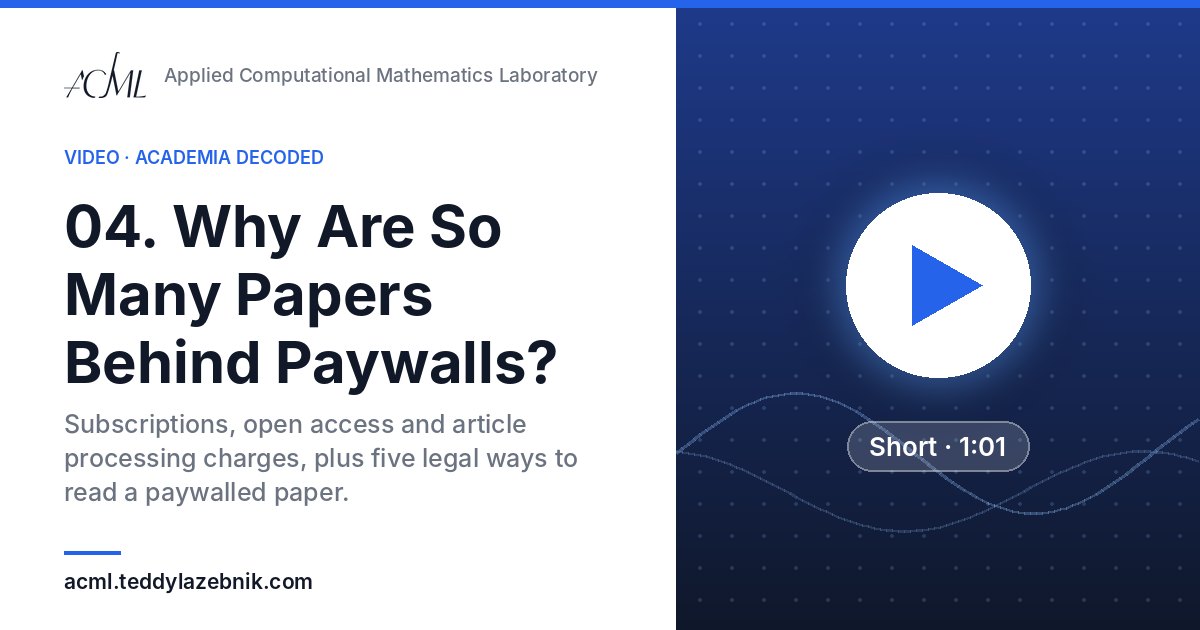 ACML
Applied Computational Mathematics Laboratory
VIDEO · ACADEMIA DECODED
04. Why Are So
Many Papers
Behind Paywalls?
Subscriptions, open access and article
processing charges, plus five legal ways to
read a paywalled paper.
acml.teddylazebnik.com
Short · 1:01